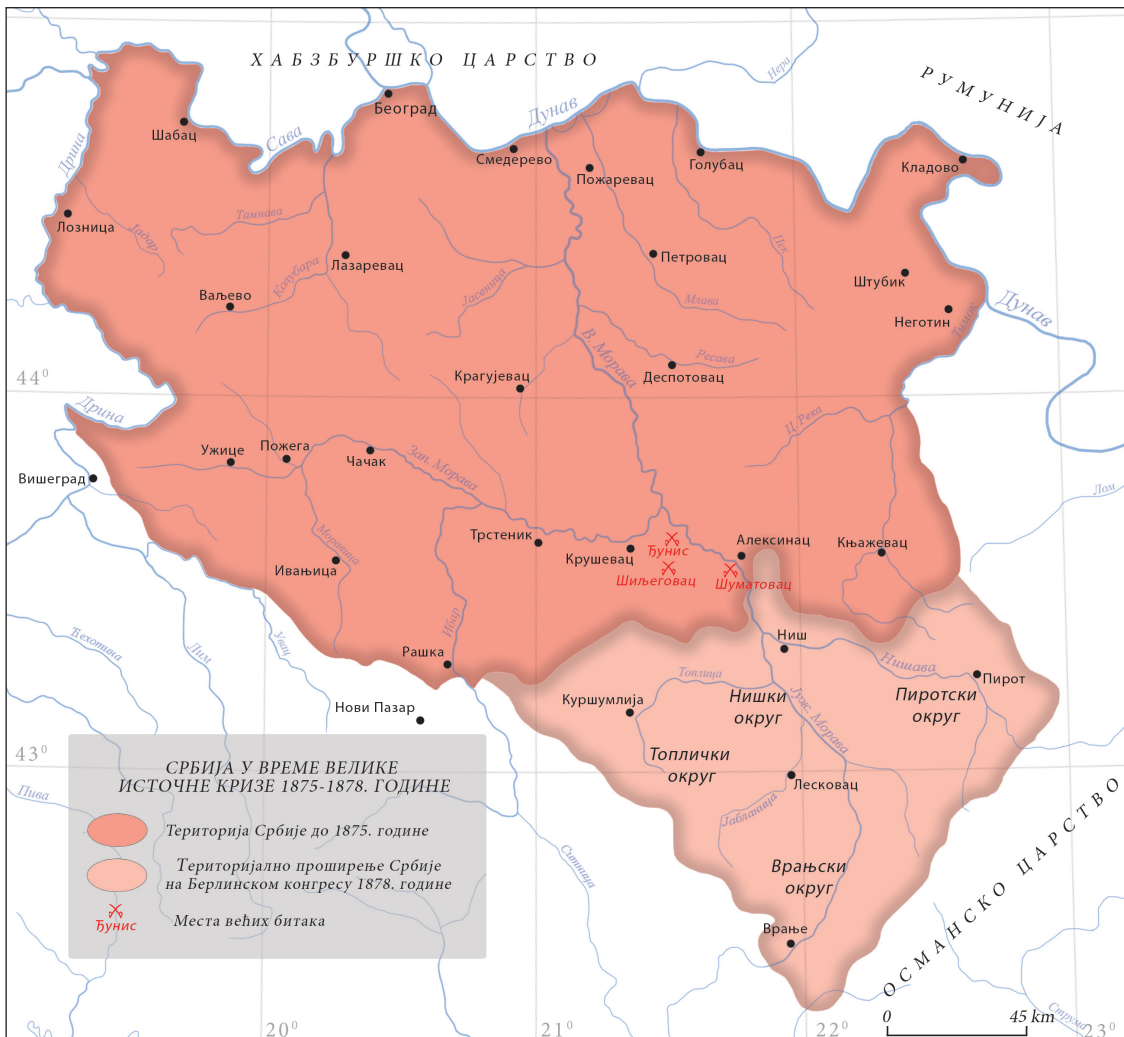 ХАБЗБУРШКО ЦАРСТВО
РУМУНИЈА
Нера
Београд
Дунав
Шабац
Сава
Дрина
Смедерево
Пожаревац
Голубац
Кладово
Лозница
Тамнава
Јадар
Пек
Лазаревац
Петровац
Штубик
Колубара
Јасеница
Млава
Ваљево
Неготин
Тимок
Дунав
В. Морава
Ресава
Деспотовац
Крагујевац
44⁰
Дрина
Ц. Река
Ужице
Пожега
Чачак
Зап. Морава
Вишеград
Лом
Моравица
Трстеник
Крушевац
Ђунис
Алексинац
Књажевац
Ивањица
Шиљеговац
Шуматовац
Ибар
Ћехотина
Лим
Увац
Рашка
Ниш
Нишава
Топлица
Пирот
Куршумлија
Нишки
округ
Јуж. Морава
Пиротски
округ
Нови Пазар
Топлички
округ
43⁰
Лесковац
Јабланица
Пива
СРБИЈА У ВРЕМЕ ВЕЛИКЕ
ИСТОЧНЕ КРИЗЕ 1875-1878. ГОДИНЕ
Територија Србије до 1875. године
Територијално проширење Србије
на Берлинском конгресу 1878. године
Ђунис
Места већих битака
Ситница
Врањски
округ
Врање
ОСМАНСКО ЦАРСТВО
Струма
0 45 km
20⁰
21⁰
22⁰
23⁰